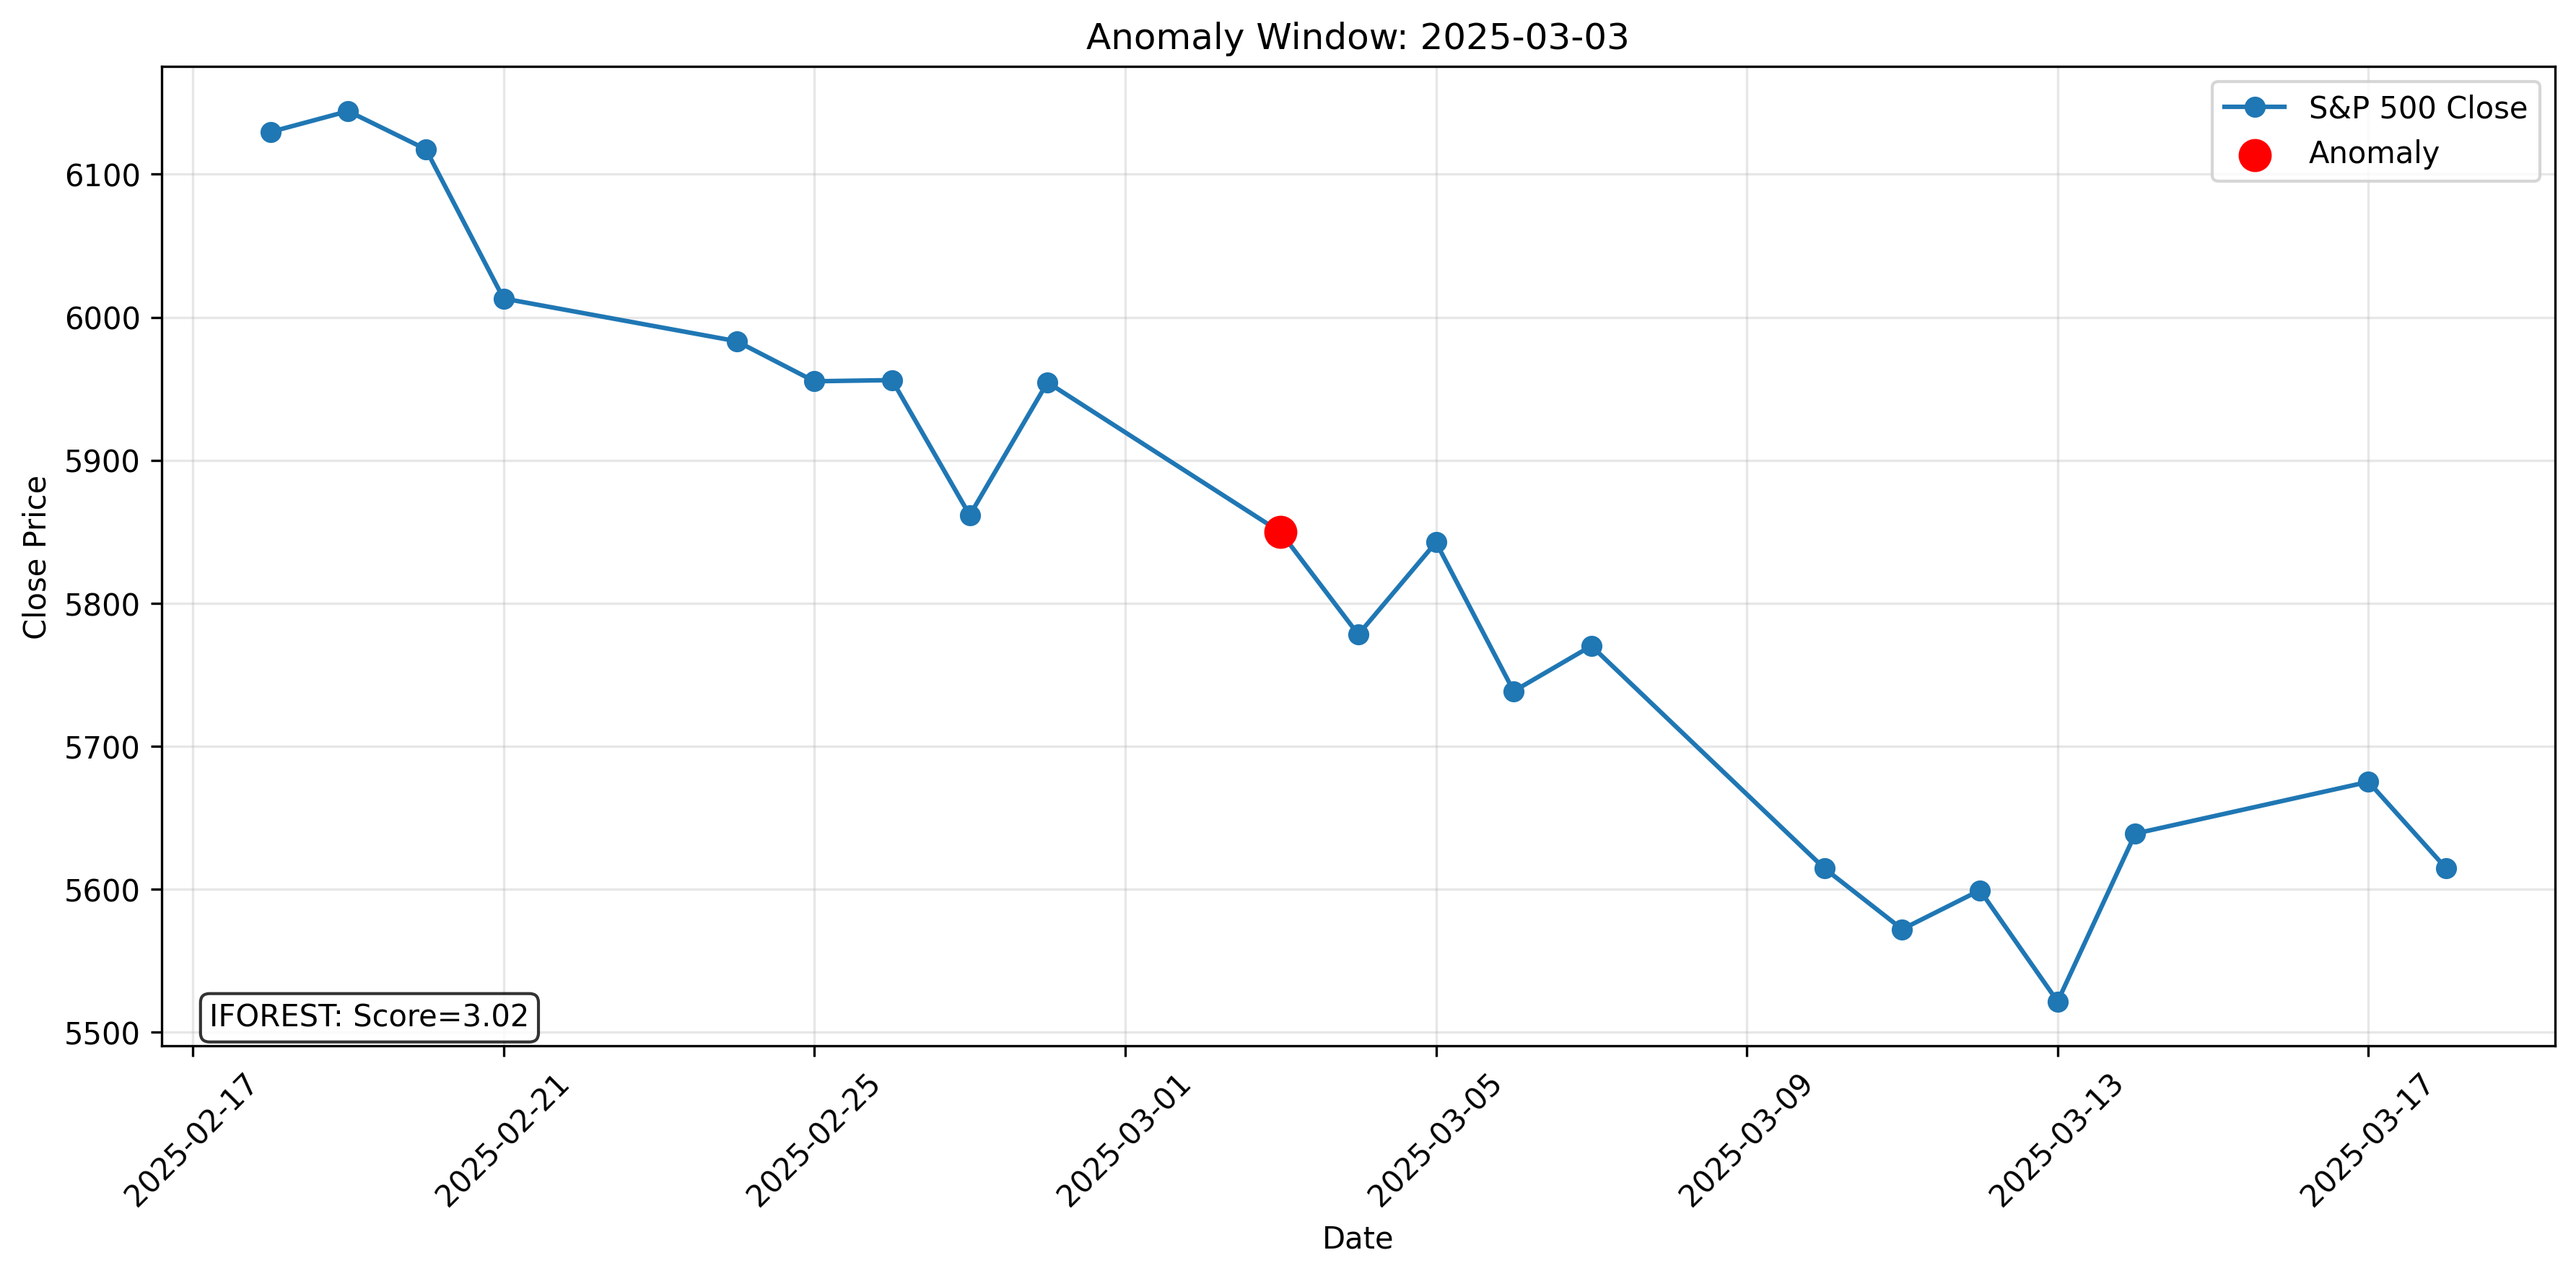 Anomaly Window: 2025-03-03
S&P 500 Close
Anomaly
Close Price
6100
6000
5900
5800
5700
5600
5500
IFOREST: Score=3.02
2025-02-17
2025-02-21
2025-02-25
2025-03-01
2025-03-05
2025-03-09
2025-03-13
2025-03-17
Date